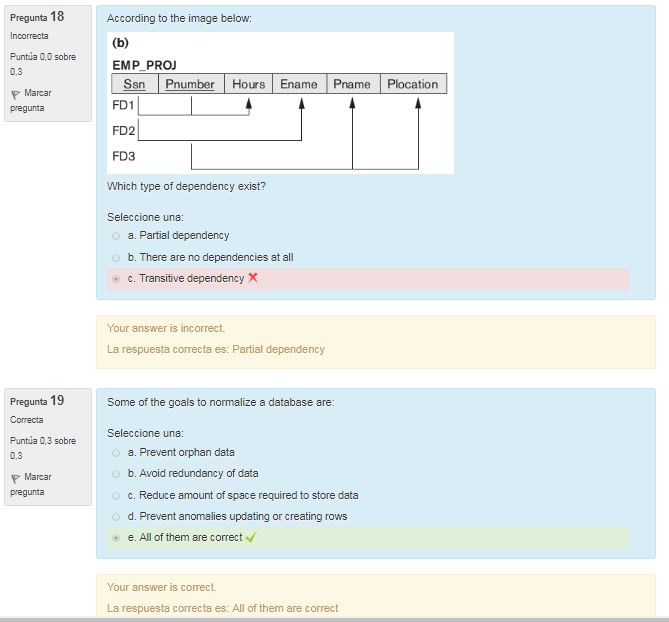 Pregunta 18
Incorrecta
Puntúa 0,0 sobre
0,3
Marcar
pregunta
According to the image below:
(b)
EMP_PROJ
Ssn Pnumber Hours Ename Pname Plocation
FD1
FD2
FD3
Which type of dependency exist?
Seleccione una:
a. Partial dependency
b. There are no dependencies at all
c. Transitive dependency
Your answer is incorrect.
La respuesta correcta es: Partial dependency
Pregunta 19
Correcta
Puntúa 0,3 sobre
0,3
Marcar
pregunta
Some of the goals to normalize a database are:
Seleccione una:
a. Prevent orphan data
b. Avoid redundancy of data
c. Reduce amount of space required to store data
d. Prevent anomalies updating or creating rows
e. All of them are correct
Your answer is correct.
La respuesta correcta es: All of them are correct